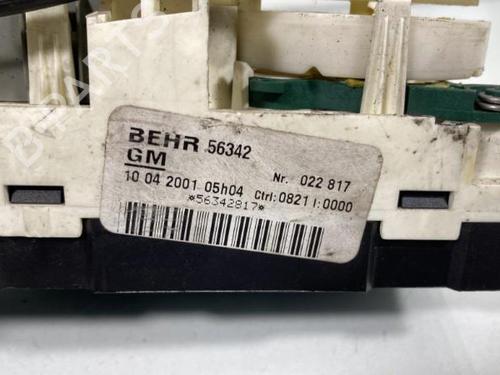 BEHR 56342
GM Nr. 022 817
10 04 2001 05h04 Ctrl:0821 I:0000
*56342817*